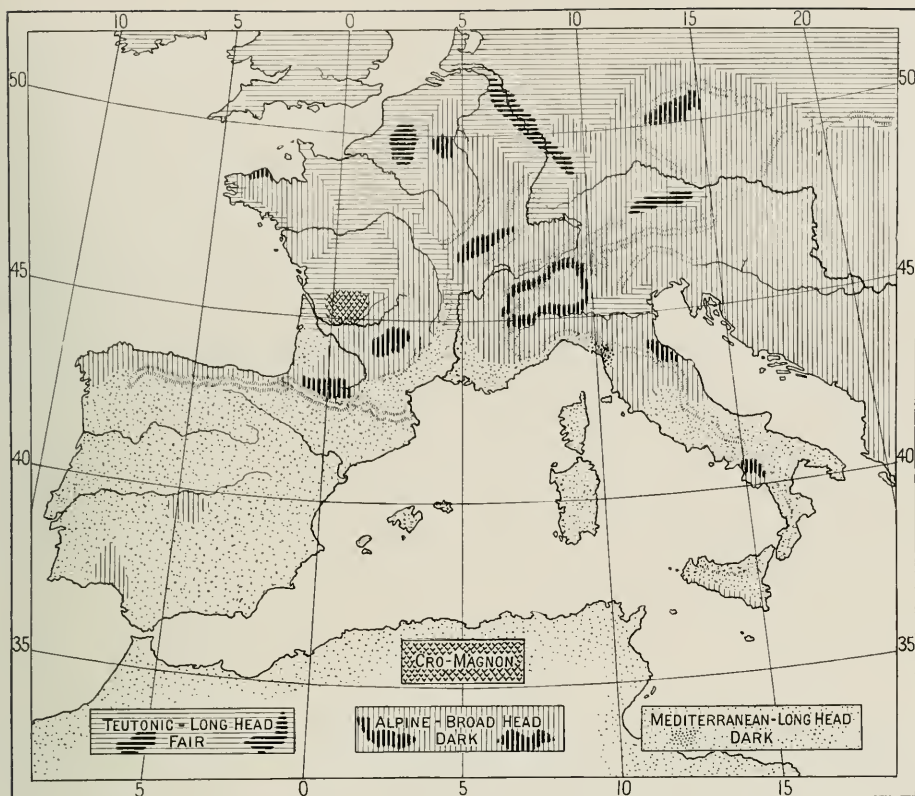 10 5 0 5 10 15 20
50 50
45 45
40 40
35 35
CRO-MAGNON
TEUTONIC-LONG HEAD
FAIR
ALPINE-BROAD HEAD
DARK
MEDITERRANEAN-LONG HEAD
DARK
5 0 5 10 15